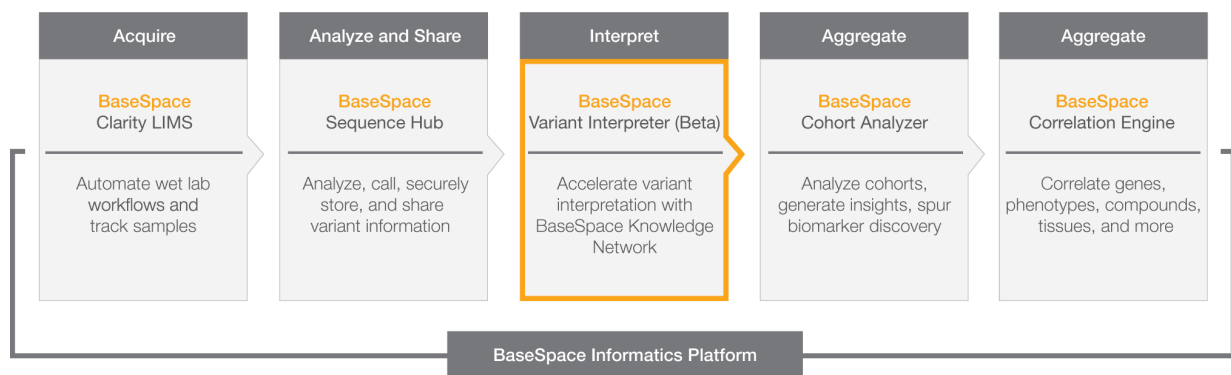 Acquire
BaseSpace
Clarity LIMS
Automate wet lab
workflows and
track samples
Analyze and Share
BaseSpace
Sequence Hub
Analyze, call, securely
store, and share
variant information
Interpret
BaseSpace
Variant Interpreter (Beta)
Accelerate variant
interpretation with
BaseSpace Knowledge
Network
Aggregate
BaseSpace
Cohort Analyzer
Analyze cohorts,
generate insights, spur
biomarker discovery
Aggregate
BaseSpace
Correlation Engine
Correlate genes,
phenotypes, compounds,
tissues, and more
BaseSpace Informatics Platform